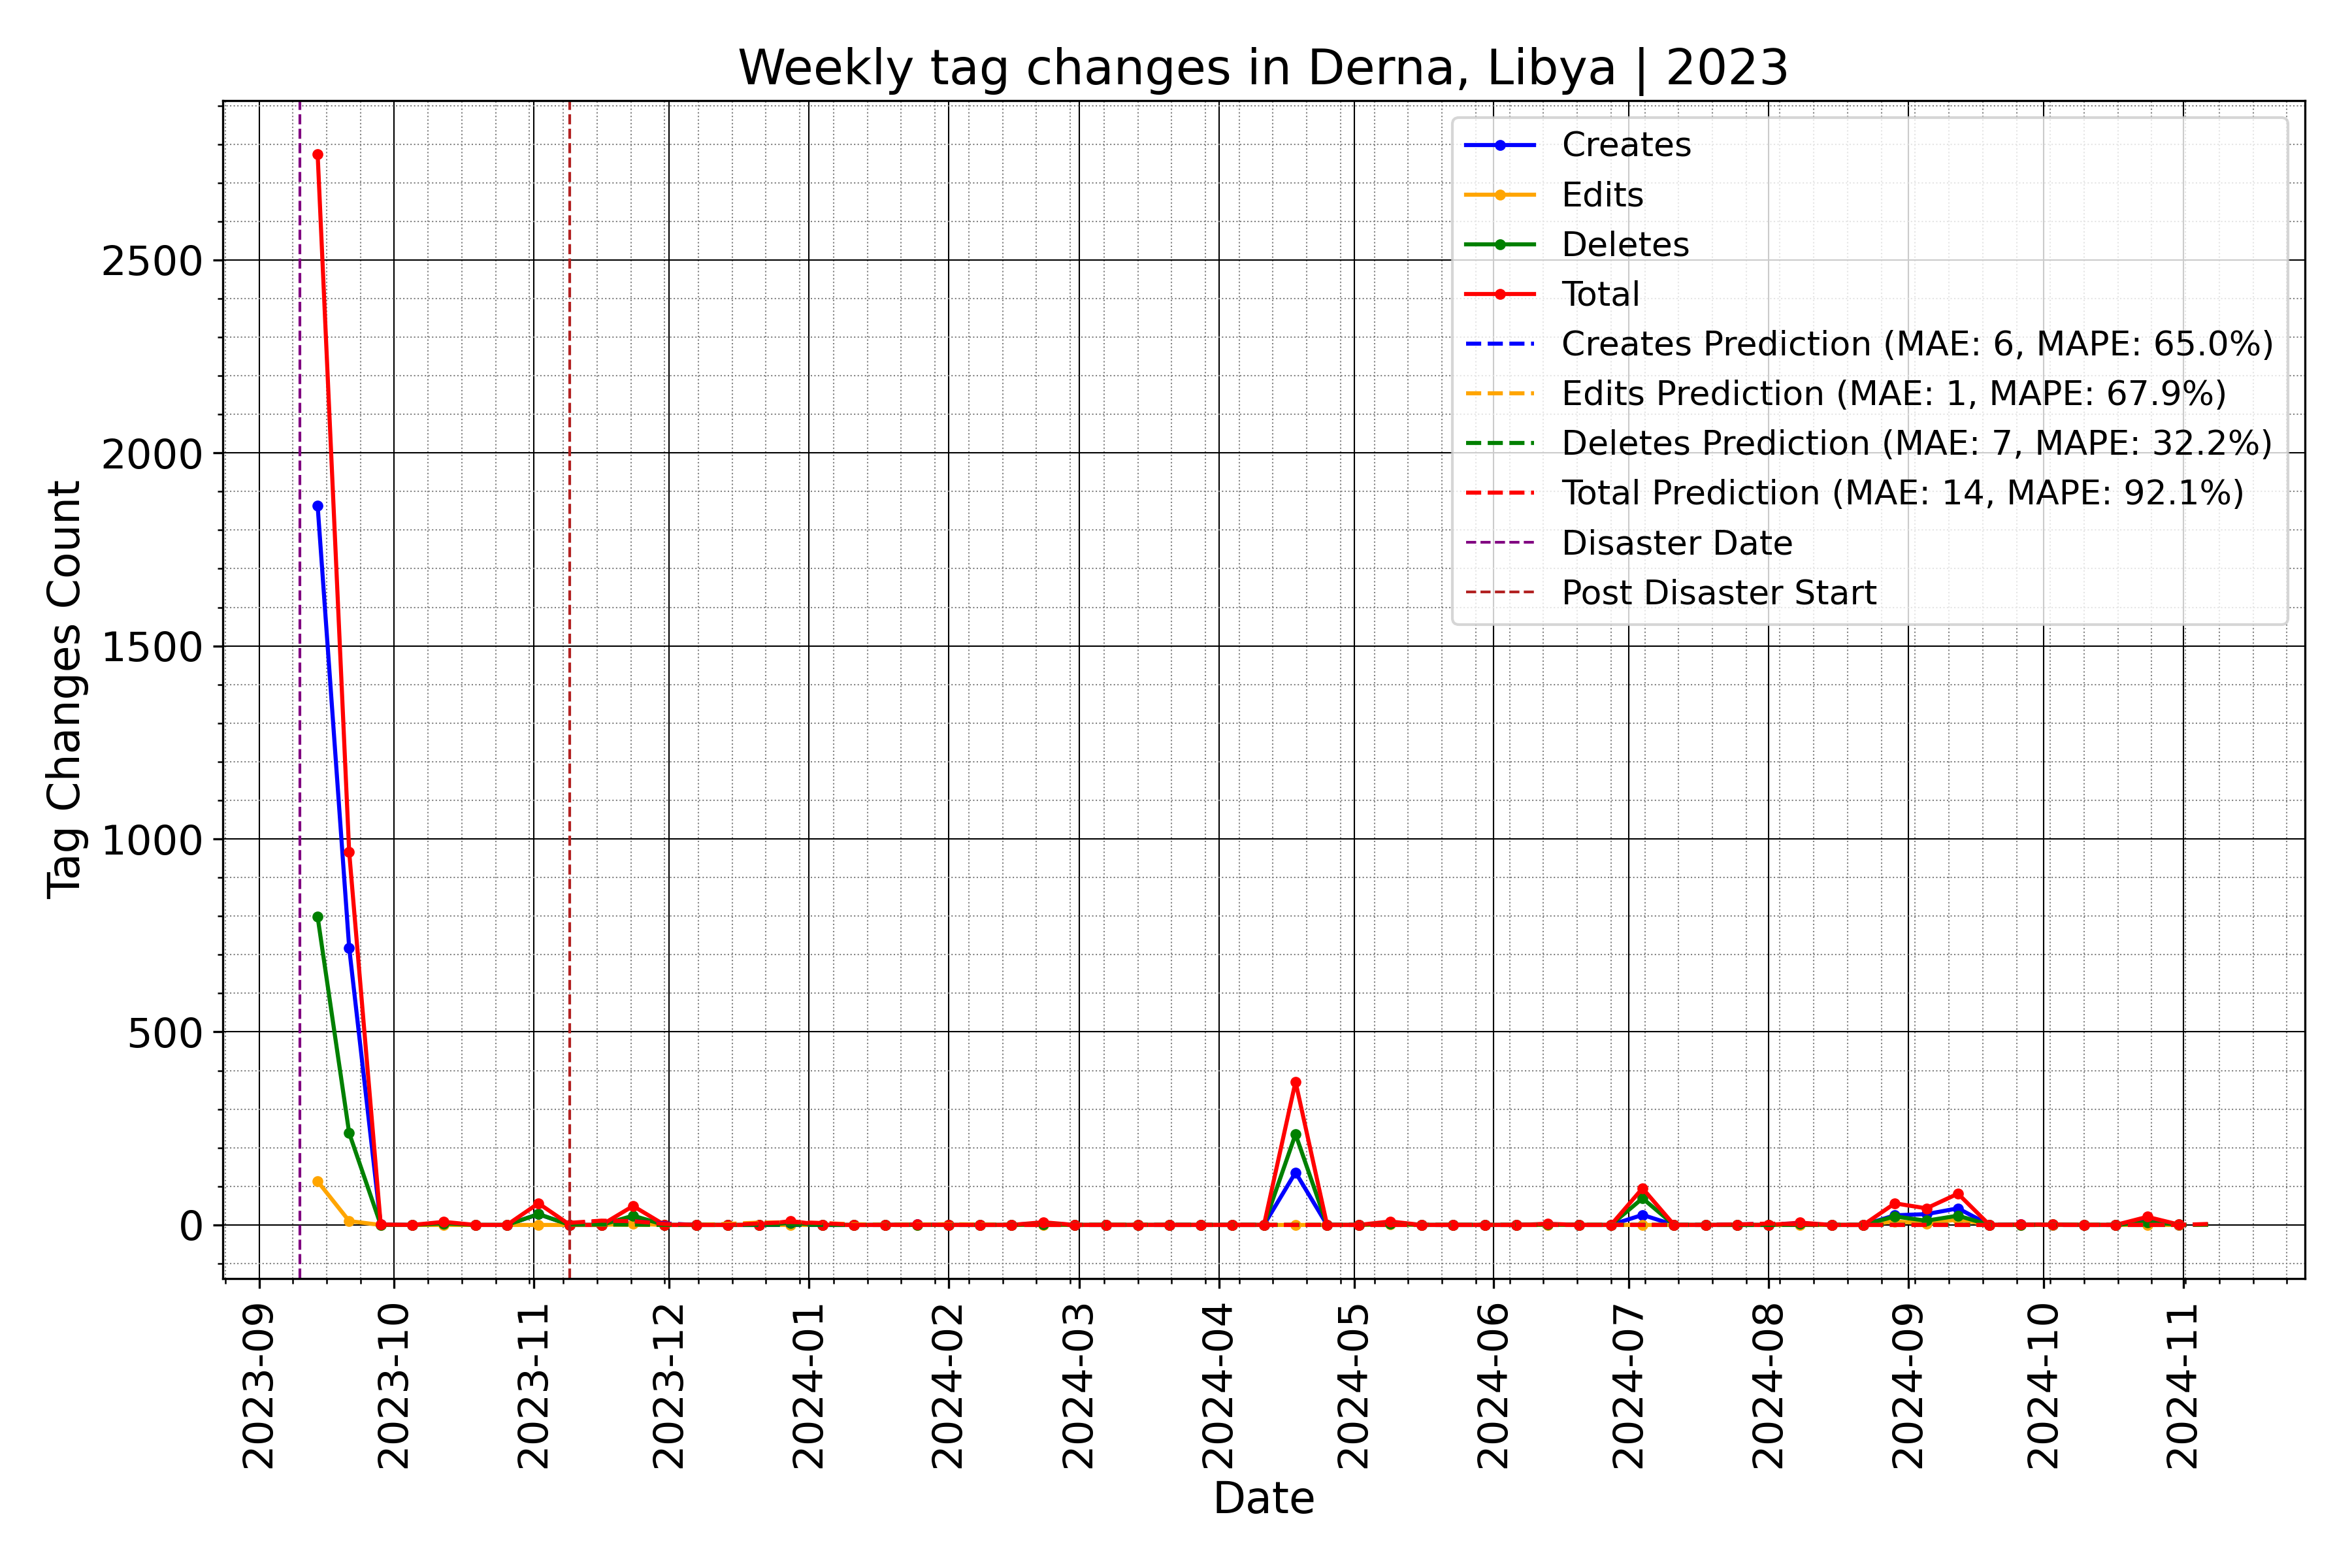 Weekly tag changes in Derna, Libya | 2023
Creates
Edits
Deletes
Total
Creates Prediction (MAE: 6, MAPE: 65.0%)
Edits Prediction (MAE: 1, MAPE: 67.9%)
Deletes Prediction (MAE: 7, MAPE: 32.2%)
Total Prediction (MAE: 14, MAPE: 92.1%)
Disaster Date
Post Disaster Start
Tag Changes Count
2500
2000
1500
1000
500
0
2023-09
2023-10
2023-11
2023-12
2024-01
2024-02
2024-03
2024-04
2024-05
2024-06
2024-07
2024-08
2024-09
2024-10
2024-11
Date